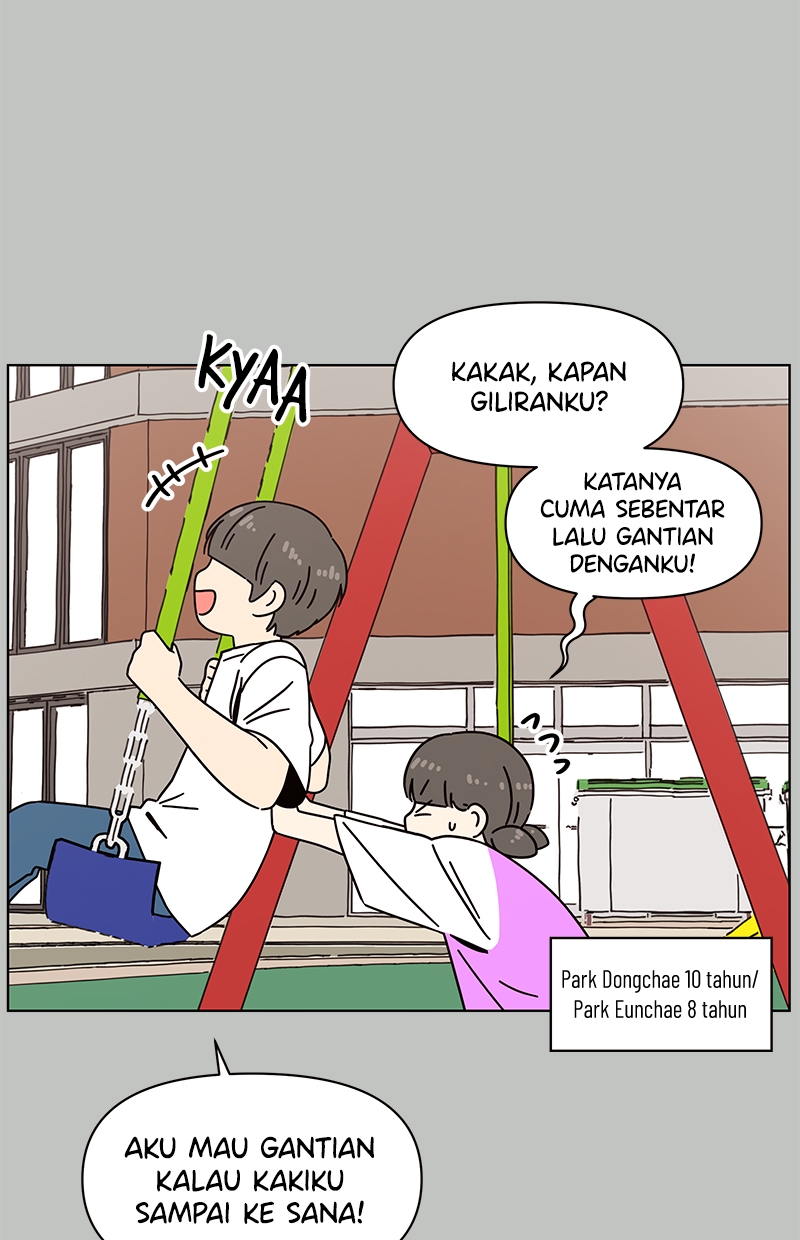 KYAA
KAKAK, KAPAN
GILIRANKU?
KATANYA
CUMA SEBENTAR
LALU GANTIAN
DENGANKU!
Park Dongchae 10 tahun/
Park Eunchae 8 tahun
AKU MAU GANTIAN
KALAU KAKIKU
SAMPAI KE SANA!